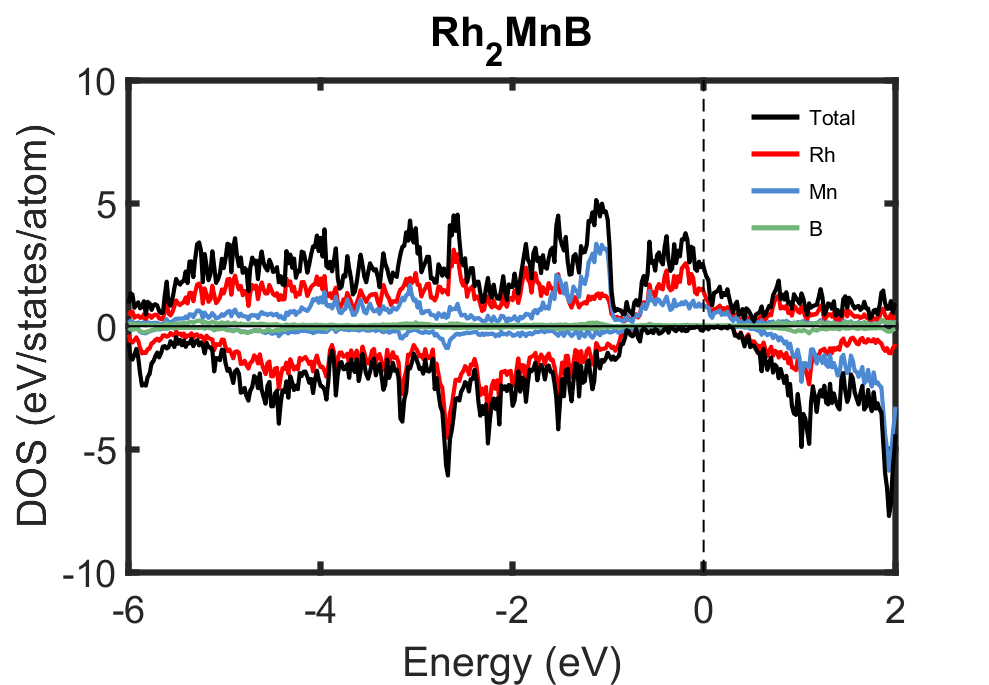 Rh₂MnB
DOS (eV/states/atom)
10
5
0
-5
-10
Total
Rh
Mn
B
-6 -4 -2 0 2
Energy (eV)